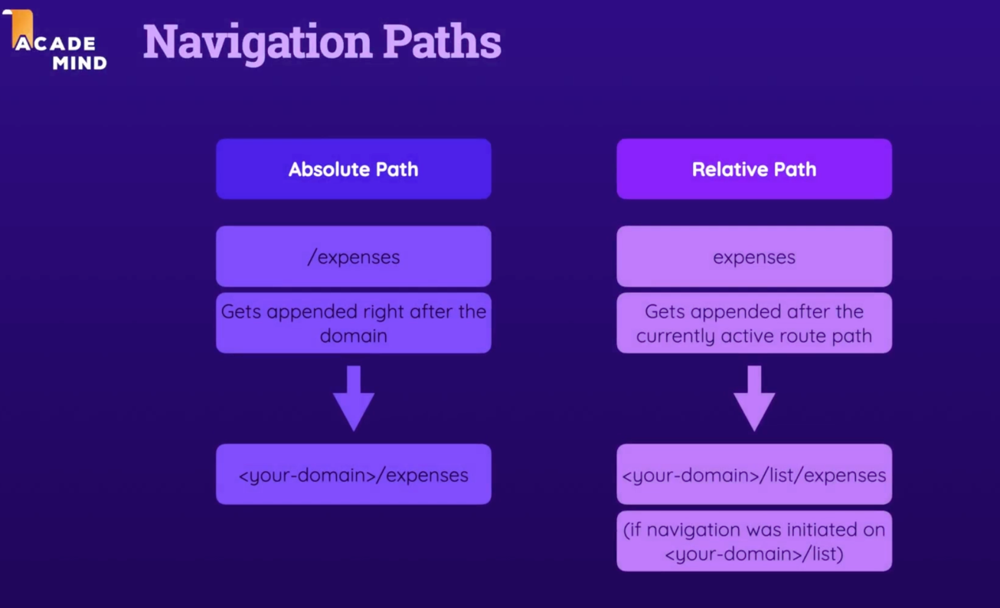 ACADE
MIND
Navigation Paths
Absolute Path
/expenses
Gets appended right after the
domain
<your-domain>/expenses
Relative Path
expenses
Gets appended after the
currently active route path
<your-domain>/list/expenses
(if navigation was initiated on
<your-domain>/list)